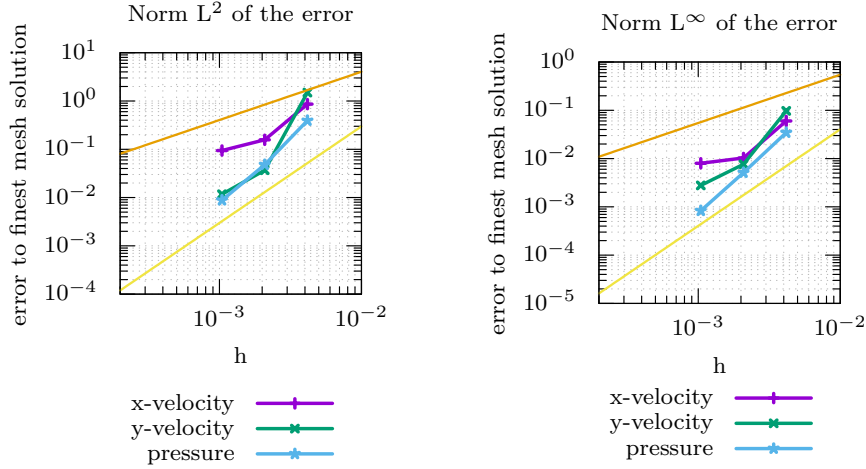 Norm L² of the error
error to finest mesh solution
10¹
10⁰
10⁻¹
10⁻²
10⁻³
10⁻⁴
10⁻³
10⁻²
h
x-velocity
y-velocity
pressure
Norm L^∞ of the error
error to finest mesh solution
10⁰
10⁻¹
10⁻²
10⁻³
10⁻⁴
10⁻⁵
10⁻³
10⁻²
h
x-velocity
y-velocity
pressure